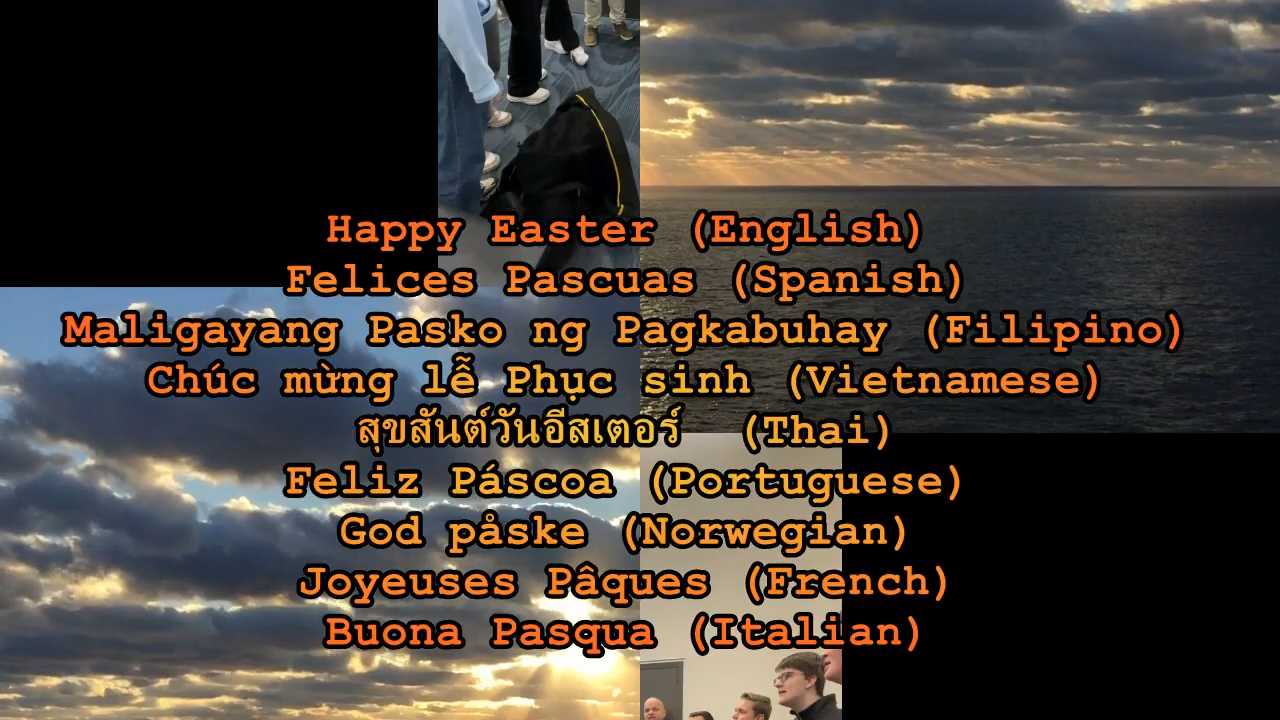 Happy Easter (English)
Felices Pascuas (Spanish)
Maligayang Pasko ng Pagkabuhay (Filipino)
Chúc mừng lễ Phục sinh (Vietnamese)
สุขสันต์วันอีสเตอร์ (Thai)
Feliz Páscoa (Portuguese)
God påske (Norwegian)
Joyeuses Pâques (French)
Buona Pasqua (Italian)